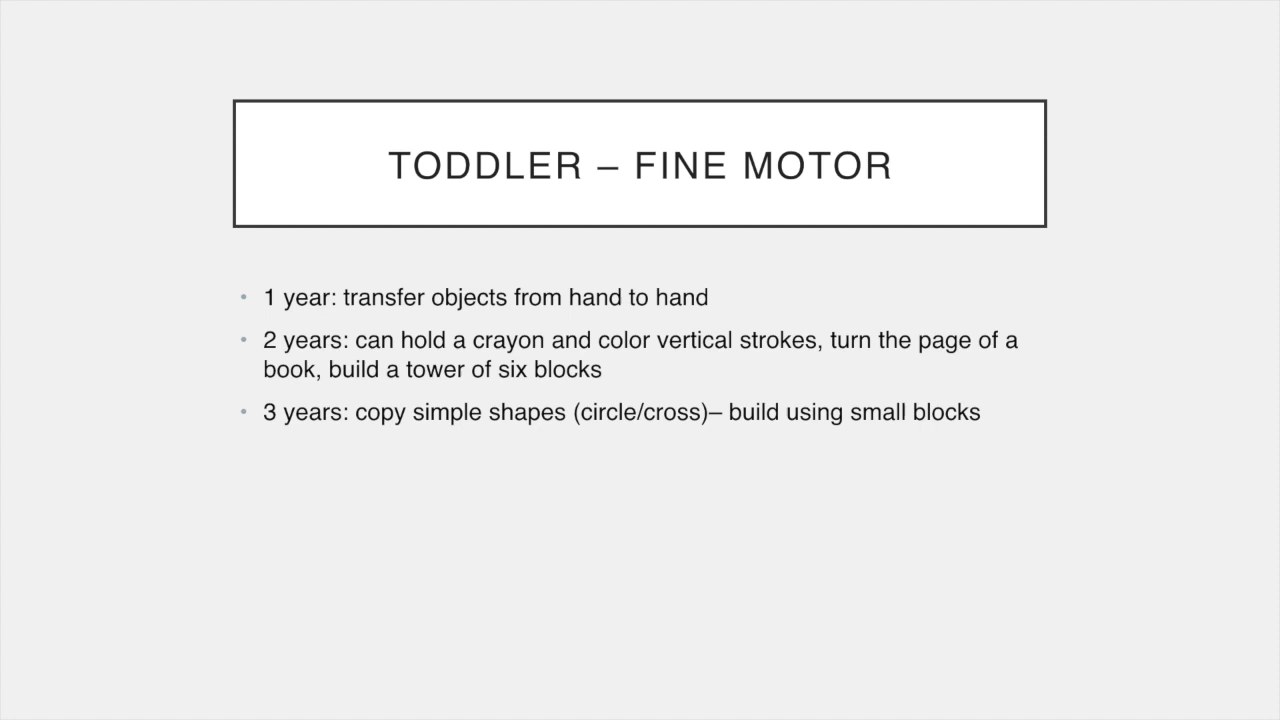 TODDLER – FINE MOTOR
• 1 year: transfer objects from hand to hand
• 2 years: can hold a crayon and color vertical strokes, turn the page of a
book, build a tower of six blocks
• 3 years: copy simple shapes (circle/cross)– build using small blocks